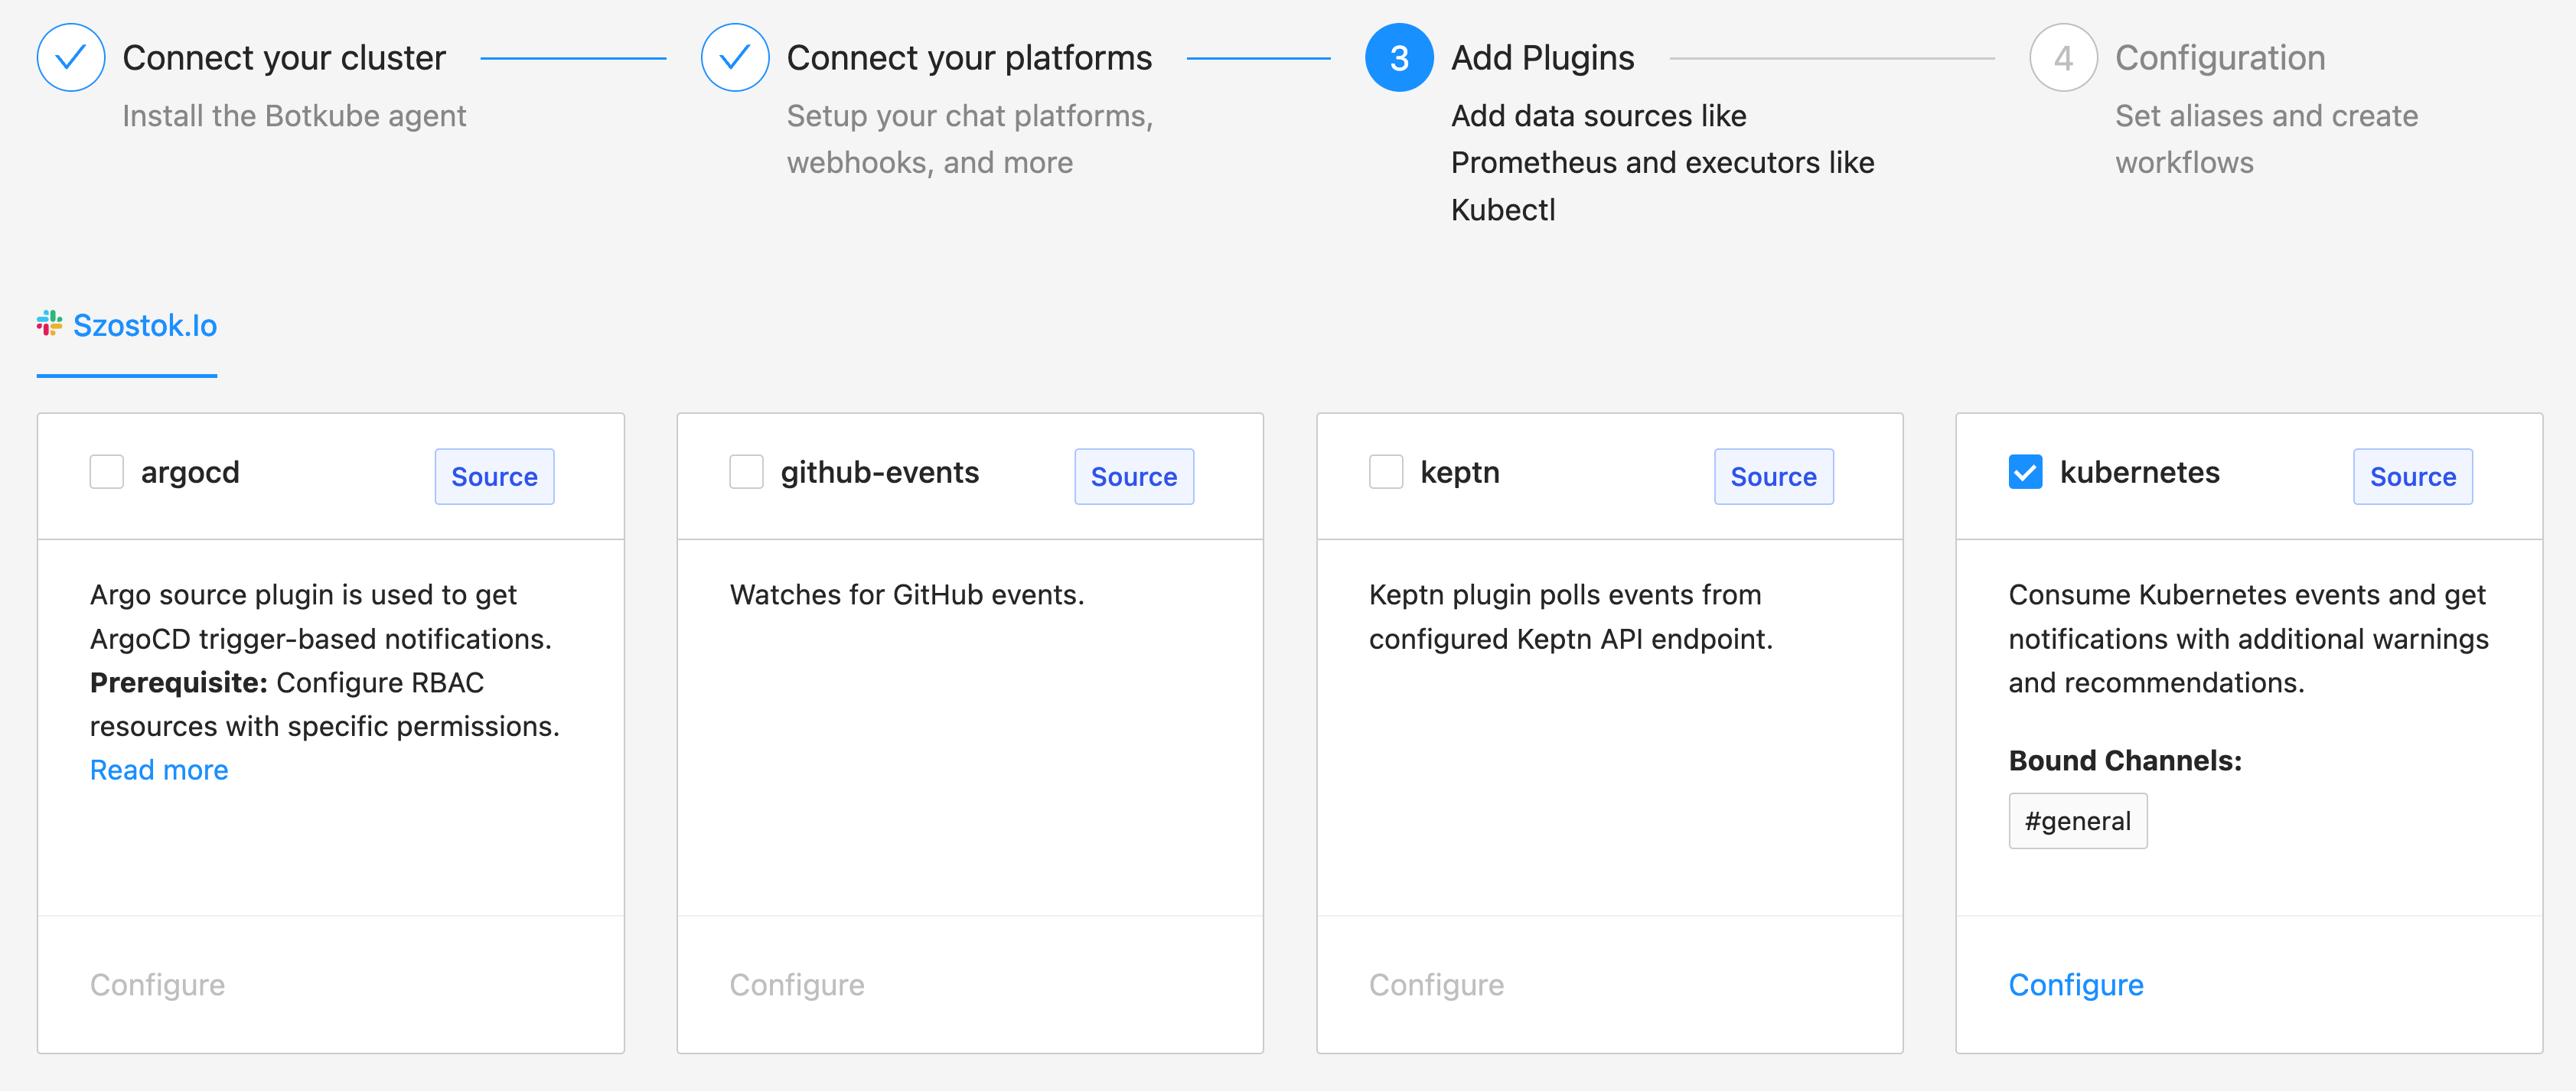 Connect your cluster
Install the Botkube agent
Connect your platforms
Setup your chat platforms,
webhooks, and more
3
Add Plugins
Add data sources like
Prometheus and executors like
Kubectl
4
Configuration
Set aliases and create
workflows
Szostok.Io
argocd
Source
Argo source plugin is used to get
ArgoCD trigger-based notifications.
Prerequisite: Configure RBAC
resources with specific permissions.
Read more
Configure
github-events
Source
Watches for GitHub events.
Configure
keptn
Source
Keptn plugin polls events from
configured Keptn API endpoint.
Configure
kubernetes
Source
Consume Kubernetes events and get
notifications with additional warnings
and recommendations.
Bound Channels:
#general
Configure